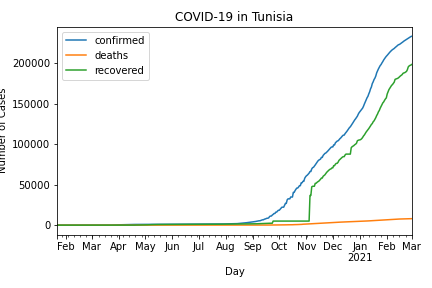 COVID-19 in Tunisia
confirmed
deaths
recovered
Number of Cases
200000
150000
100000
50000
0
Feb Mar Apr May Jun Jul Aug Sep Oct Nov Dec Jan Feb Mar
2021
Day